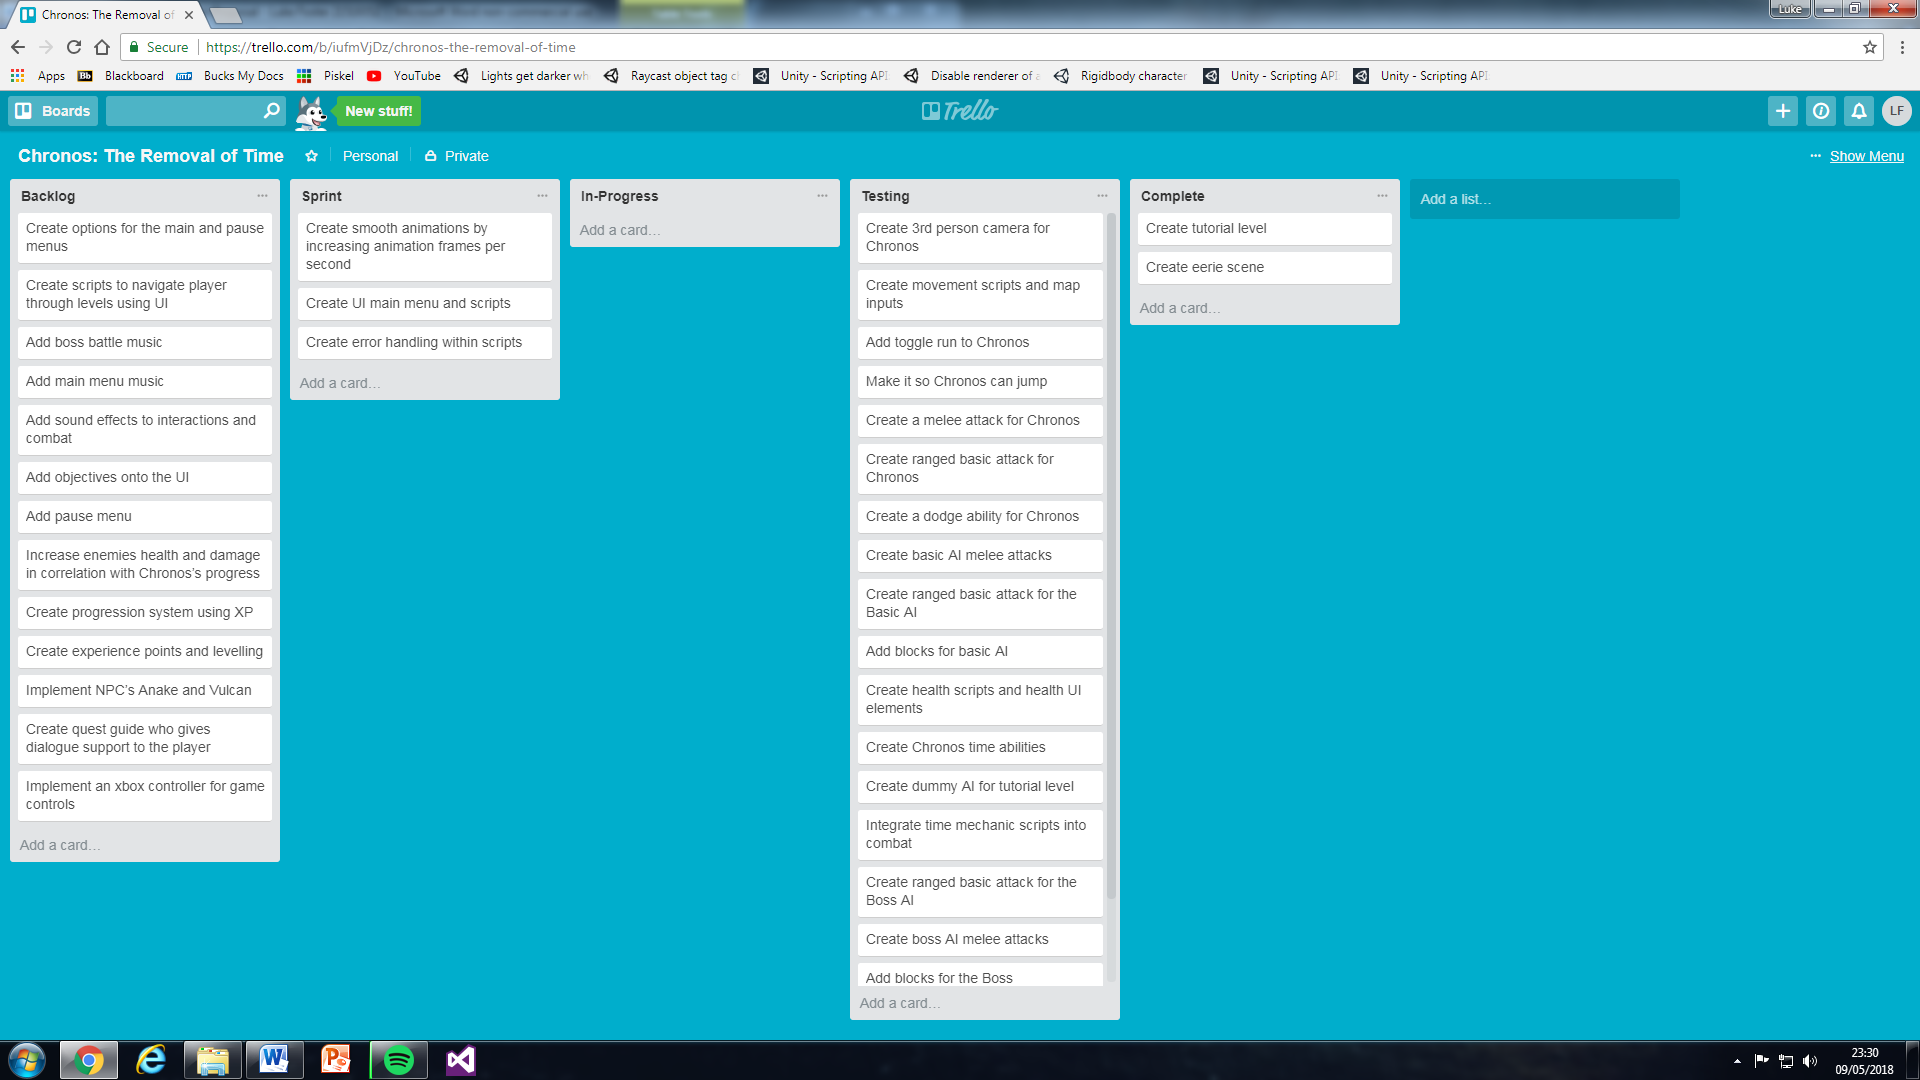 Chronos: The Removal of
Luke
Secure
https://trello.com/b/iufmVjDz/chronos-the-removal-of-time
Apps
Bb
Blackboard
Bucks My Docs
Piskel
YouTube
Lights get darker wh
Raycast object tag c
Unity - Scripting API
Disable renderer of a
Rigidbody character
Unity - Scripting API
Unity - Scripting API
Boards
New stuff!
Trello
LF
Chronos: The Removal of Time
Personal
Private
Show Menu
Backlog
Create options for the main and pause
menus
Create scripts to navigate player
through levels using UI
Add boss battle music
Add main menu music
Add sound effects to interactions and
combat
Add objectives onto the UI
Add pause menu
Increase enemies health and damage
in correlation with Chronos's progress
Create progression system using XP
Create experience points and levelling
Implement NPC's Anake and Vulcan
Create quest guide who gives
dialogue support to the player
Implement an xbox controller for game
controls
Add a card…
Sprint
Create smooth animations by
increasing animation frames per
second
Create UI main menu and scripts
Create error handling within scripts
Add a card…
In-Progress
Add a card…
Testing
Create 3rd person camera for
Chronos
Create movement scripts and map
inputs
Add toggle run to Chronos
Make it so Chronos can jump
Create a melee attack for Chronos
Create ranged basic attack for
Chronos
Create a dodge ability for Chronos
Create basic AI melee attacks
Create ranged basic attack for the
Basic AI
Add blocks for basic AI
Create health scripts and health UI
elements
Create Chronos time abilities
Create dummy AI for tutorial level
Integrate time mechanic scripts into
combat
Create ranged basic attack for the
Boss AI
Create boss AI melee attacks
Add blocks for the Boss
Add a card…
Complete
Create tutorial level
Create eerie scene
Add a card…
Add a list…
23:30
09/05/2018